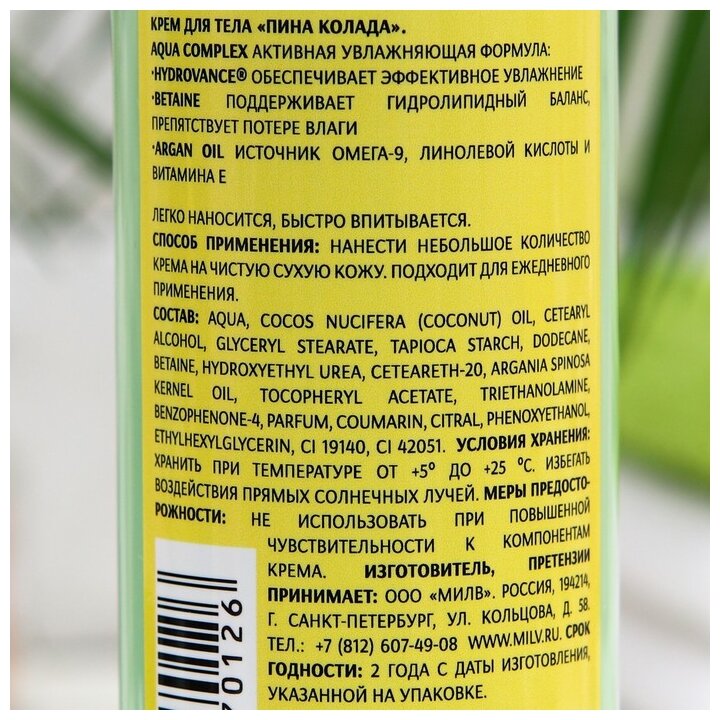 КРЕМ ДЛЯ ТЕЛА «ПИНА КОЛАДА».
AQUA COMPLEX АКТИВНАЯ УВЛАЖНЯЮЩАЯ ФОРМУЛА:
·HYDROVANCE® ОБЕСПЕЧИВАЕТ ЭФФЕКТИВНОЕ УВЛАЖНЕНИЕ
·BETAINE ПОДДЕРЖИВАЕТ ГИДРОЛИПИДНЫЙ БАЛАНС,
ПРЕПЯТСТВУЕТ ПОТЕРЕ ВЛАГИ
·ARGAN OIL ИСТОЧНИК ОМЕГА-9, ЛИНОЛЕВОЙ КИСЛОТЫ И
ВИТАМИНА Е
ЛЕГКО НАНОСИТСЯ, БЫСТРО ВПИТЫВАЕТСЯ.
СПОСОБ ПРИМЕНЕНИЯ: НАНЕСТИ НЕБОЛЬШОЕ КОЛИЧЕСТВО
КРЕМА НА ЧИСТУЮ СУХУЮ КОЖУ. ПОДХОДИТ ДЛЯ ЕЖЕДНЕВНОГО
ПРИМЕНЕНИЯ.
СОСТАВ: AQUA, COCOS NUCIFERA (COCONUT) OIL, CETEARYL
ALCOHOL, GLYCERYL STEARATE, TAPIOCA STARCH, DODECANE,
BETAINE, HYDROXYETHYL UREA, CETEARETH-20, ARGANIA SPINOSA
KERNEL OIL, TOCOPHERYL ACETATE, TRIETHANOLAMINE,
BENZOPHENONE-4, PARFUM, COUMARIN, CITRAL, PHENOXYETHANOL,
ETHYLHEXYLGLYCERIN, CI 19140, CI 42051. УСЛОВИЯ ХРАНЕНИЯ:
ХРАНИТЬ ПРИ ТЕМПЕРАТУРЕ ОТ +5º ДО +25 ºС. ИЗБЕГАТЬ
ВОЗДЕЙСТВИЯ ПРЯМЫХ СОЛНЕЧНЫХ ЛУЧЕЙ. МЕРЫ ПРЕДОСТО-
РОЖНОСТИ: НЕ ИСПОЛЬЗОВАТЬ ПРИ ПОВЫШЕННОЙ
ЧУВСТВИТЕЛЬНОСТИ К КОМПОНЕНТАМ
КРЕМА. ИЗГОТОВИТЕЛЬ, ПРЕТЕНЗИИ
ПРИНИМАЕТ: ООО «МИЛВ». РОССИЯ, 194214,
Г. САНКТ-ПЕТЕРБУРГ, УЛ. КОЛЬЦОВА, Д. 58.
ТЕЛ.: +7 (812) 607-49-08 WWW.MILV.RU. СРОК
ГОДНОСТИ: 2 ГОДА С ДАТЫ ИЗГОТОВЛЕНИЯ,
УКАЗАННОЙ НА УПАКОВКЕ.
70126